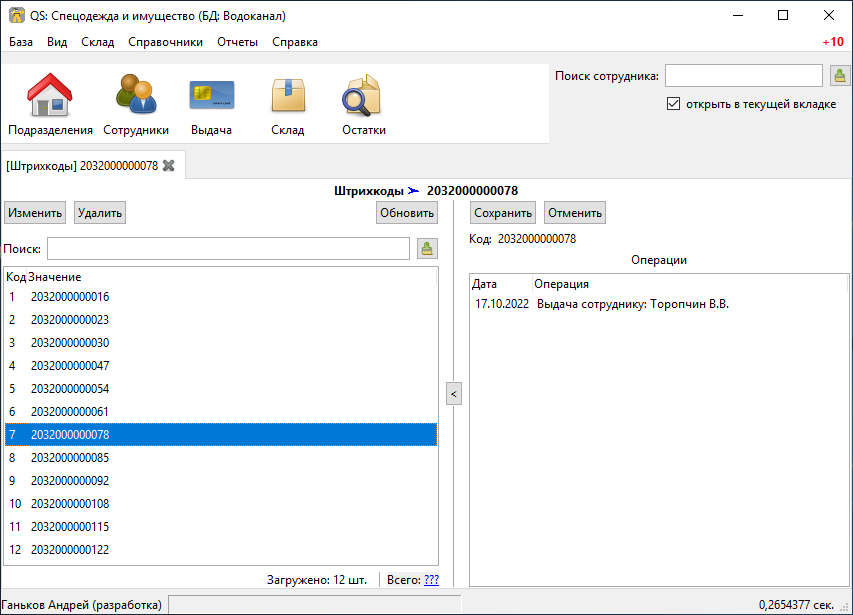 QS: Спецодежда и имущество (БД: Водоканал)
База Вид Склад Справочники Отчеты Справка +10
Подразделения Сотрудники Выдача Склад Остатки
Поиск сотрудника:
открыть в текущей вкладке
[Штрихкоды] 2032000000078
Штрихкоды ➣ 2032000000078
Изменить Удалить Обновить
Поиск:
Код Значение
1 2032000000016
2 2032000000023
3 2032000000030
4 2032000000047
5 2032000000054
6 2032000000061
7 2032000000078
8 2032000000085
9 2032000000092
10 2032000000108
11 2032000000115
12 2032000000122
Загружено: 12 шт. Всего: ???
<
Сохранить Отменить
Код: 2032000000078
Операции
Дата Операция
17.10.2022 Выдача сотруднику: Торопчин В.В.
Ганьков Андрей (разработка) 0,2654377 сек.